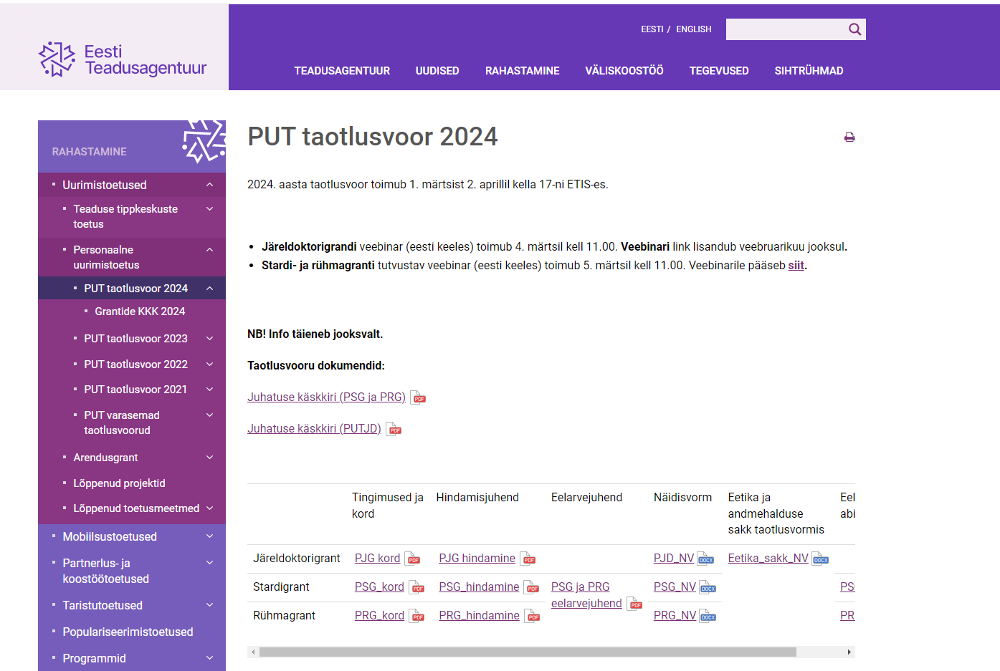 EESTI / ENGLISH
Eesti
Teadusagentuur
TEADUSAGENTUUR UUDISED RAHASTAMINE VÄLISKOOSTÖÖ TEGEVUSED SIHTRÜHMAD
RAHASTAMINE
Uurimistoetused
Teaduse tippkeskuste
toetus
Personaalne
uurimistoetus
PUT taotlusvoor 2024
Grantide KKK 2024
PUT taotlusvoor 2023
PUT taotlusvoor 2022
PUT taotlusvoor 2021
PUT varasemad
taotlusvoorud
Arendusgrant
Lõppenud projektid
Lõppenud toetusmeetmed
Mobiilsustoetused
Partnerlus- ja
koostöötoetused
Taristutoetused
Populariseerimistoetused
Programmid
PUT taotlusvoor 2024
2024. aasta taotlusvoor toimub 1. märtsist 2. aprillil kella 17-ni ETIS-es.
Järeldoktorigrandi veebinar (eesti keeles) toimub 4. märtsil kell 11.00. Veebinari link lisandub veebruarikuu jooksul.
Stardi- ja rühmagranti tutvustav veebinar (eesti keeles) toimub 5. märtsil kell 11.00. Veebinarile pääseb siit.
NB! Info täieneb jooksvalt.
Taotlusvooru dokumendid:
Juhatuse käskkiri (PSG ja PRG) PDF
Juhatuse käskkiri (PUTJD) PDF
Tingimused ja Hindamisjuhend Eelarvejuhend Näidisvorm Eetika ja Eel
kord andmehalduse abi
sakk taotlusvormis
Järeldoktorigrant PJG kord PDF PJG hindamine PDF PJD_NV DOCX Eetika_sakk_NV DOCX
Stardigrant PSG_kord PDF PSG_hindamine PDF PSG ja PRG PSG_NV DOCX PS
eelarvejuhend PDF
Rühmagrant PRG_kord PDF PRG_hindamine PDF PRG_NV DOCX PR